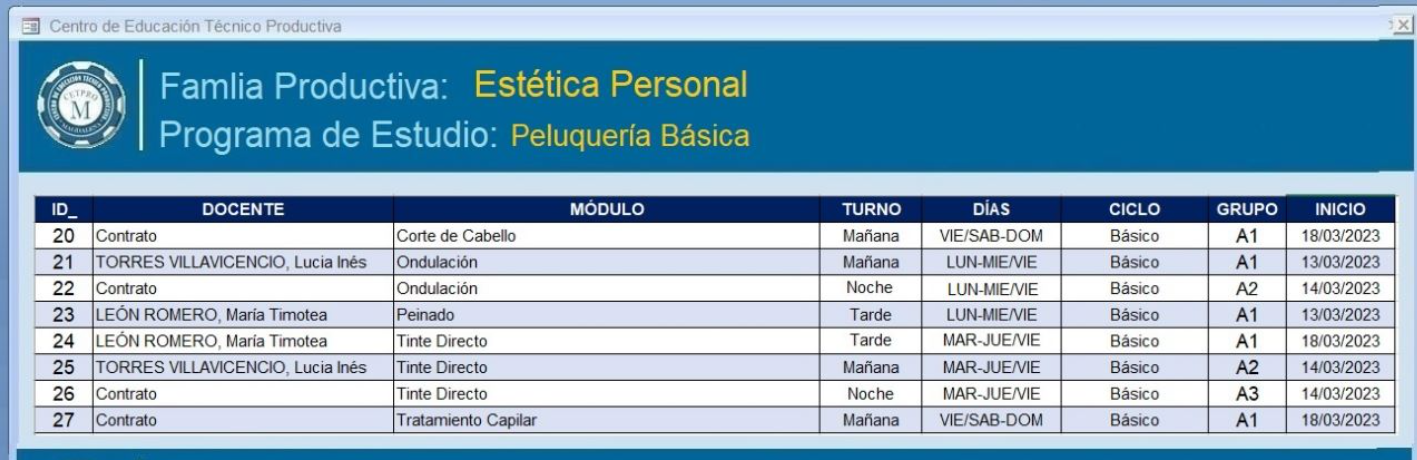 Centro de Educación Técnico Productiva
CETPRO
M
"MAGDALENA"
Famlia Productiva: Estética Personal
Programa de Estudio: Peluquería Básica
ID_ DOCENTE MÓDULO TURNO DÍAS CICLO GRUPO INICIO
20 Contrato Corte de Cabello Mañana VIE/SAB-DOM Básico A1 18/03/2023
21 TORRES VILLAVICENCIO, Lucia Inés Ondulación Mañana LUN-MIE/VIE Básico A1 13/03/2023
22 Contrato Ondulación Noche LUN-MIE/VIE Básico A2 14/03/2023
23 LEÓN ROMERO, María Timotea Peinado Tarde LUN-MIE/VIE Básico A1 13/03/2023
24 LEÓN ROMERO, María Timotea Tinte Directo Tarde MAR-JUE/VIE Básico A1 18/03/2023
25 TORRES VILLAVICENCIO, Lucia Inés Tinte Directo Mañana MAR-JUE/VIE Básico A2 14/03/2023
26 Contrato Tinte Directo Noche MAR-JUE/VIE Básico A3 14/03/2023
27 Contrato Tratamiento Capilar Mañana VIE/SAB-DOM Básico A1 18/03/2023